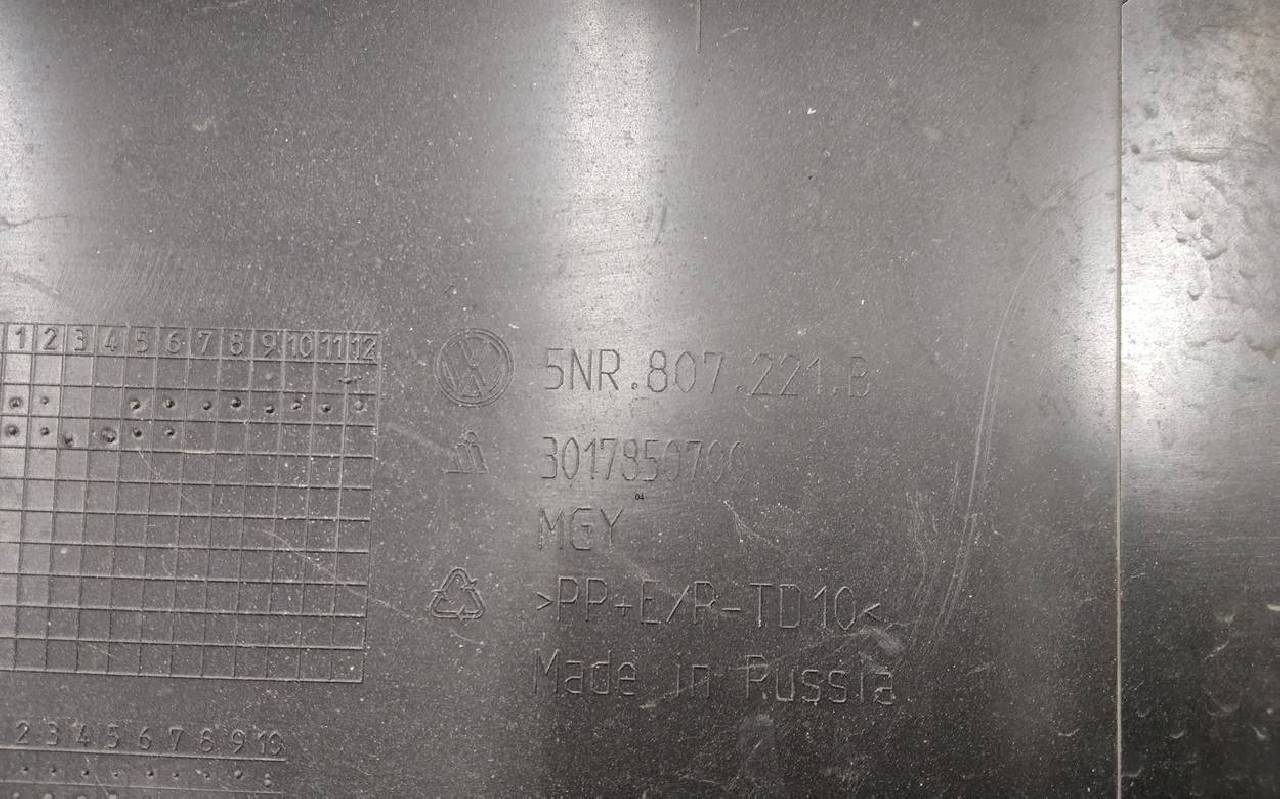 1 2 3 4 5 6 7 8 9 10 11 12
5NR.807.221.B
3017850700
MGY
>PP+E/R-TD10<
Made in Russia
2 3 4 5 6 7 8 9 10